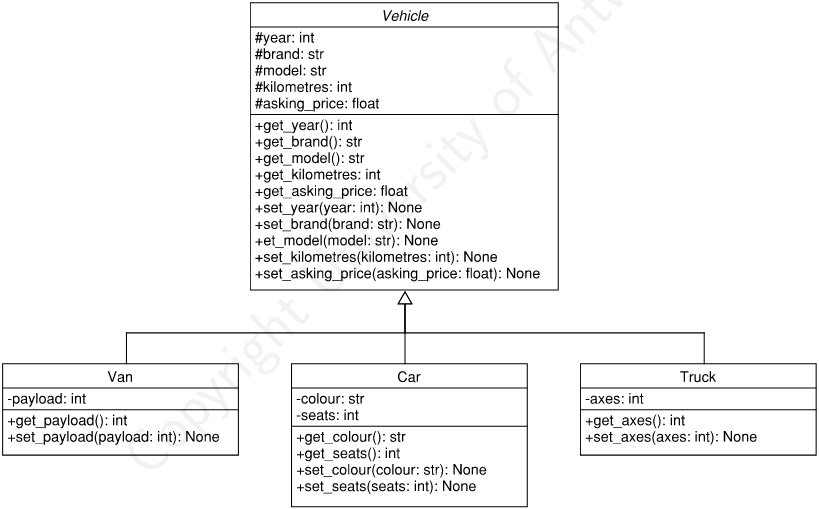 Vehicle
#year: int
#brand: str
#model: str
#kilometres: int
#asking_price: float
+get_year(): int
+get_brand(): str
+get_model(): str
+get_kilometres: int
+get_asking_price: float
+set_year(year: int): None
+set_brand(brand: str): None
+et_model(model: str): None
+set_kilometres(kilometres: int): None
+set_asking_price(asking_price: float): None
Van
-payload: int
+get_payload(): int
+set_payload(payload: int): None
Car
-colour: str
-seats: int
+get_colour(): str
+get_seats(): int
+set_colour(colour: str): None
+set_seats(seats: int): None
Truck
-axes: int
+get_axes(): int
+set_axes(axes: int): None
Copyright University of Antw